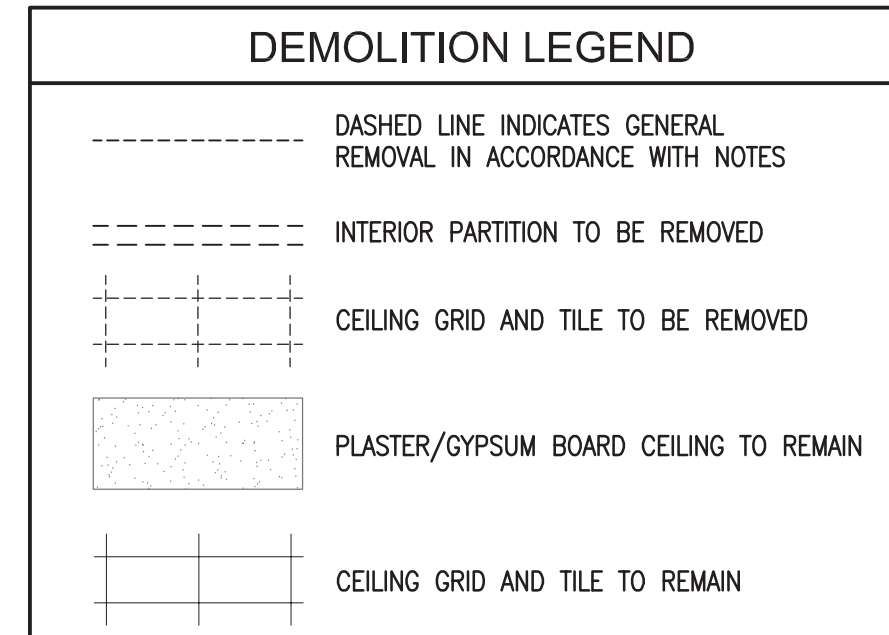 DEMOLITION LEGEND
DASHED LINE INDICATES GENERAL
REMOVAL IN ACCORDANCE WITH NOTES
INTERIOR PARTITION TO BE REMOVED
CEILING GRID AND TILE TO BE REMOVED
PLASTER/GYPSUM BOARD CEILING TO REMAIN
CEILING GRID AND TILE TO REMAIN